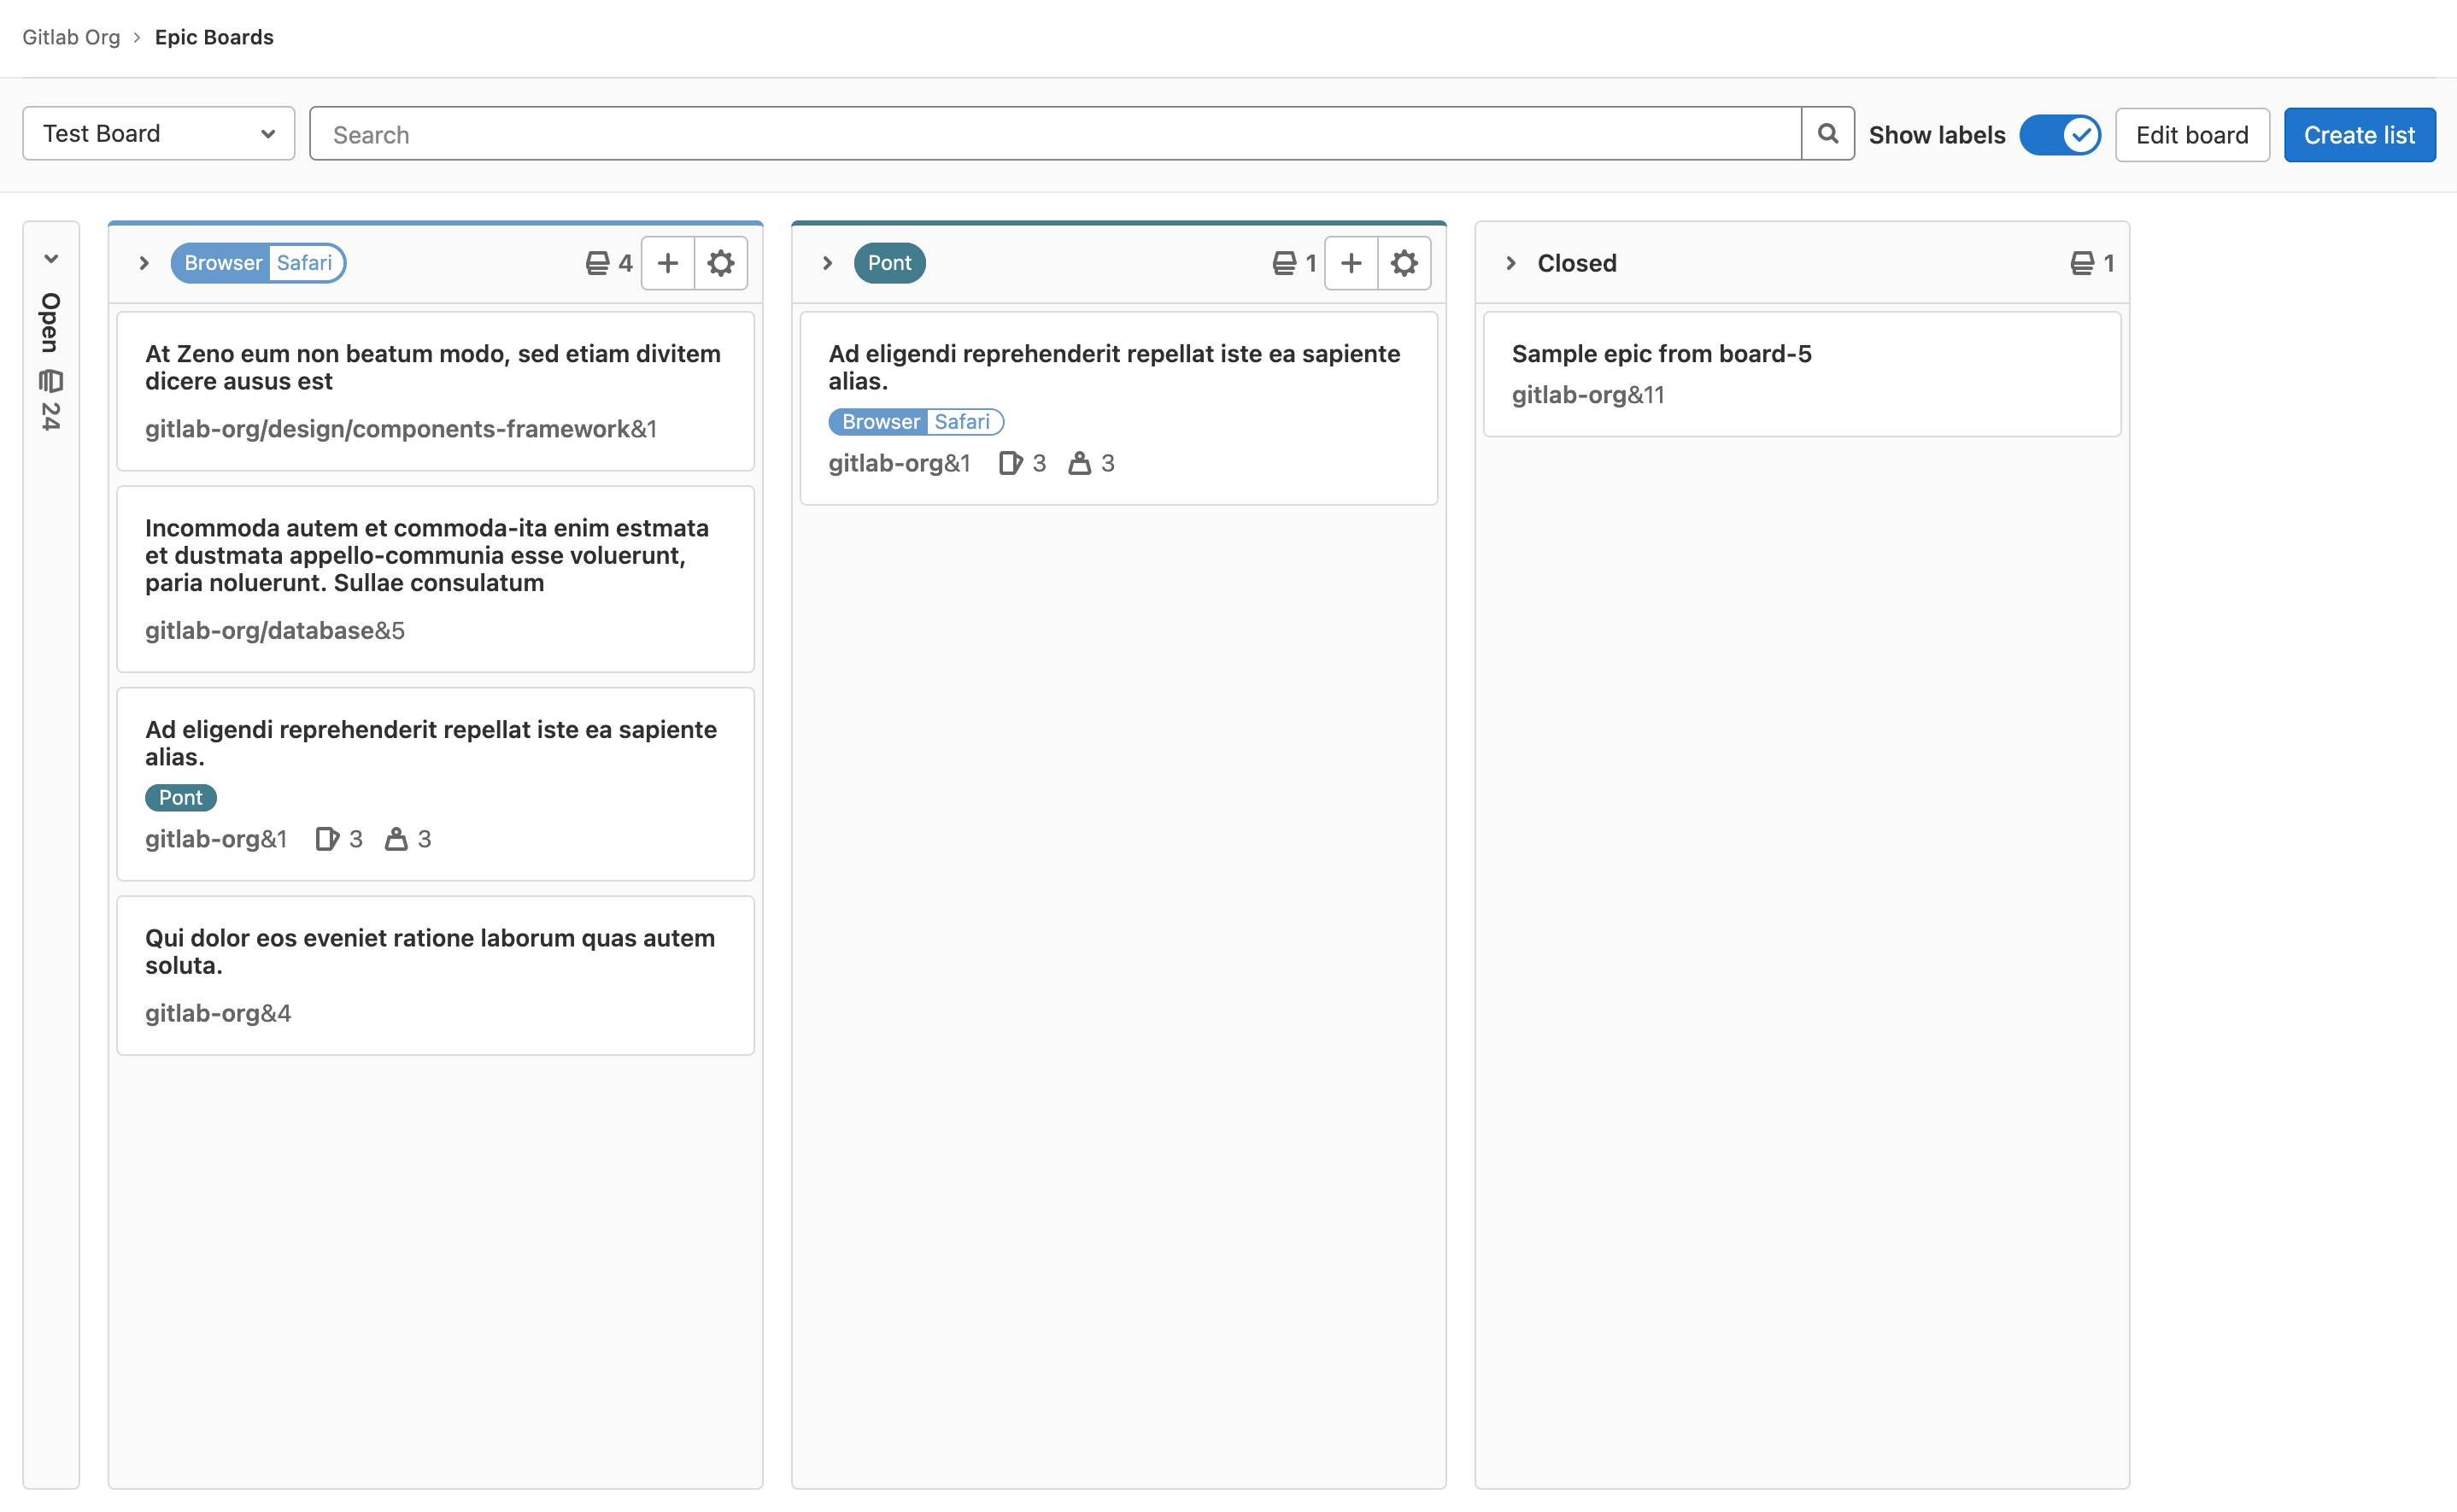 Gitlab Org › Epic Boards
Test Board
Search
Show labels
Edit board
Create list
Open 24
Browser Safari 4
At Zeno eum non beatum modo, sed etiam divitem
dicere ausus est
gitlab-org/design/components-framework&1
Incommoda autem et commoda-ita enim estmata
et dustmata appello-communia esse voluerunt,
paria noluerunt. Sullae consulatum
gitlab-org/database&5
Ad eligendi reprehenderit repellat iste ea sapiente
alias.
Pont
gitlab-org&1 3 3
Qui dolor eos eveniet ratione laborum quas autem
soluta.
gitlab-org&4
Pont 1
Ad eligendi reprehenderit repellat iste ea sapiente
alias.
Browser Safari
gitlab-org&1 3 3
Closed 1
Sample epic from board-5
gitlab-org&11